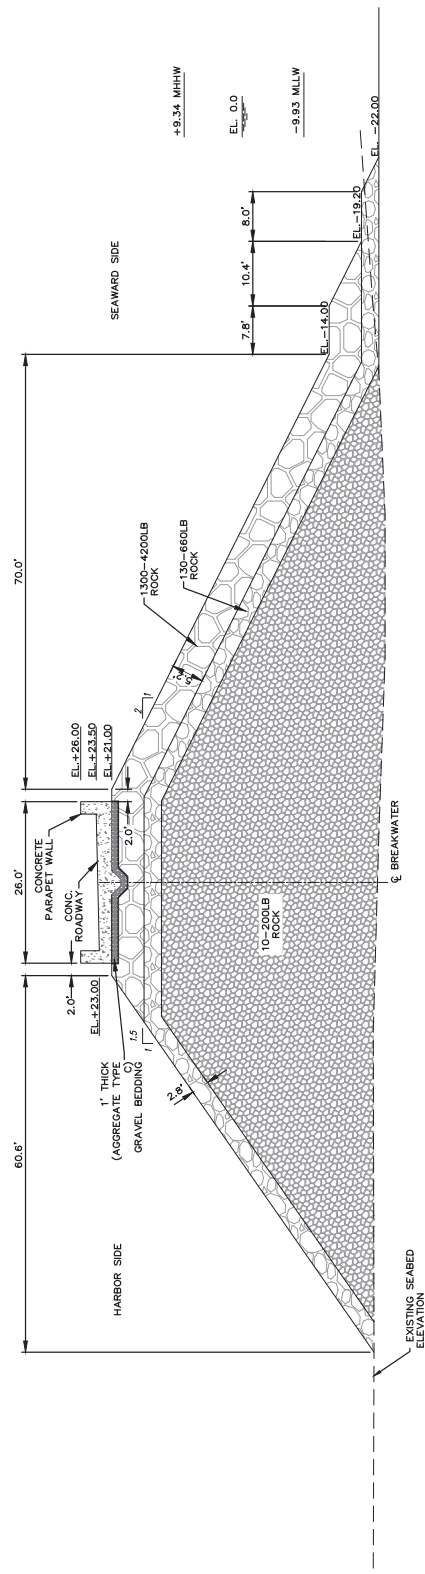 HARBOR SIDE
SEAWARD SIDE
60.6'
26.0'
70.0'
2.0'
EL.+23.00
CONCRETE
PARAPET WALL
CONC.
ROADWAY
EL.+26.00
EL.+23.50
EL.+21.00
2.0'
1' THICK
(AGGREGATE TYPE
C)
GRAVEL BEDDING
1.5
1
2
1
2.8'
5.2'
1300-4200LB
ROCK
130-660LB
ROCK
10-200LB
ROCK
7.8'
10.4'
8.0'
EL.-14.00
EL.-19.20
EL. -22.00
+9.34 MHHW
EL. 0.0
-9.93 MLLW
EXISTING SEABED
ELEVATION
℄ BREAKWATER